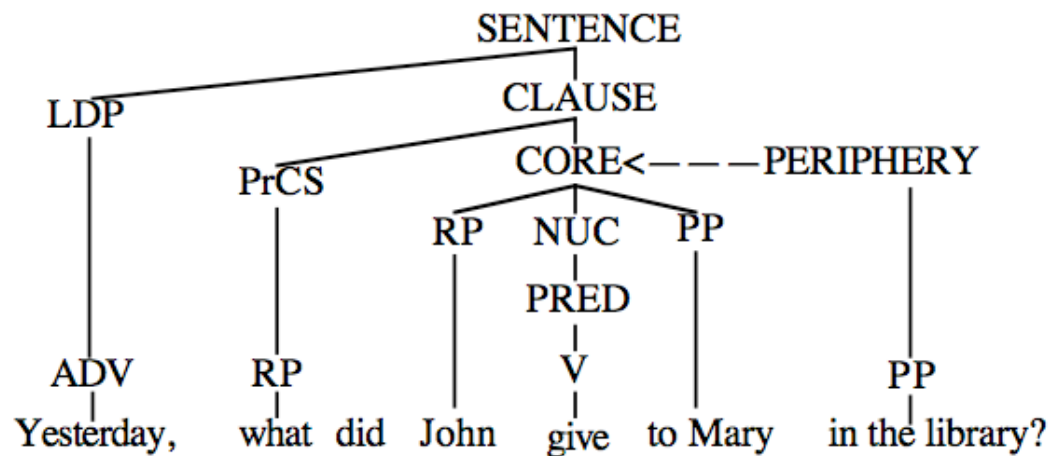 SENTENCE
LDP CLAUSE
PrCS CORE<– – –PERIPHERY
RP NUC PP
PRED
ADV RP V PP
Yesterday, what did John give to Mary in the library?